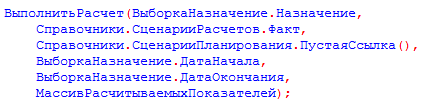 ВыполнитьРасчет(ВыборкаНазначение.Назначение,
Справочники.СценарииРасчетов.Факт,
Справочники.СценарииПланирования.ПустаяСсылка(),
ВыборкаНазначение.ДатаНачала,
ВыборкаНазначение.ДатаОкончания,
МассивРасчитываемыхПоказателей);